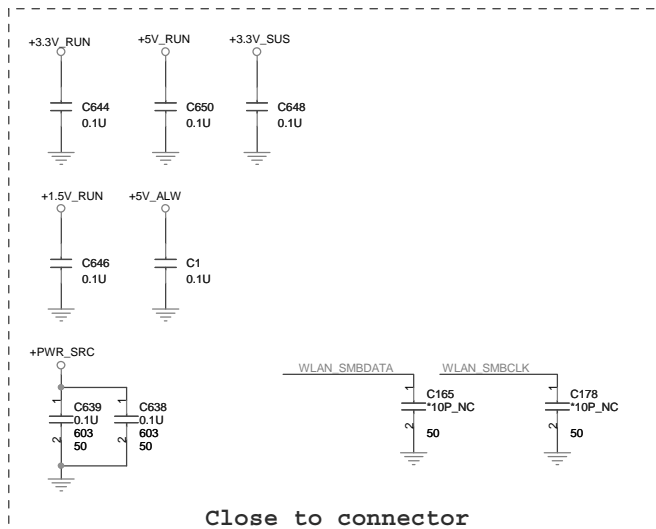 +3.3V_RUN +5V_RUN +3.3V_SUS
C644 C650 C648
0.1U 0.1U 0.1U
+1.5V_RUN +5V_ALW
C646 C1
0.1U 0.1U
+PWR_SRC
WLAN_SMBDATA WLAN_SMBCLK
1 1 1 1
C639 C638 C165 C178
0.1U 0.1U *10P_NC *10P_NC
603 603
2 2 2 2
50 50 50 50
Close to connector